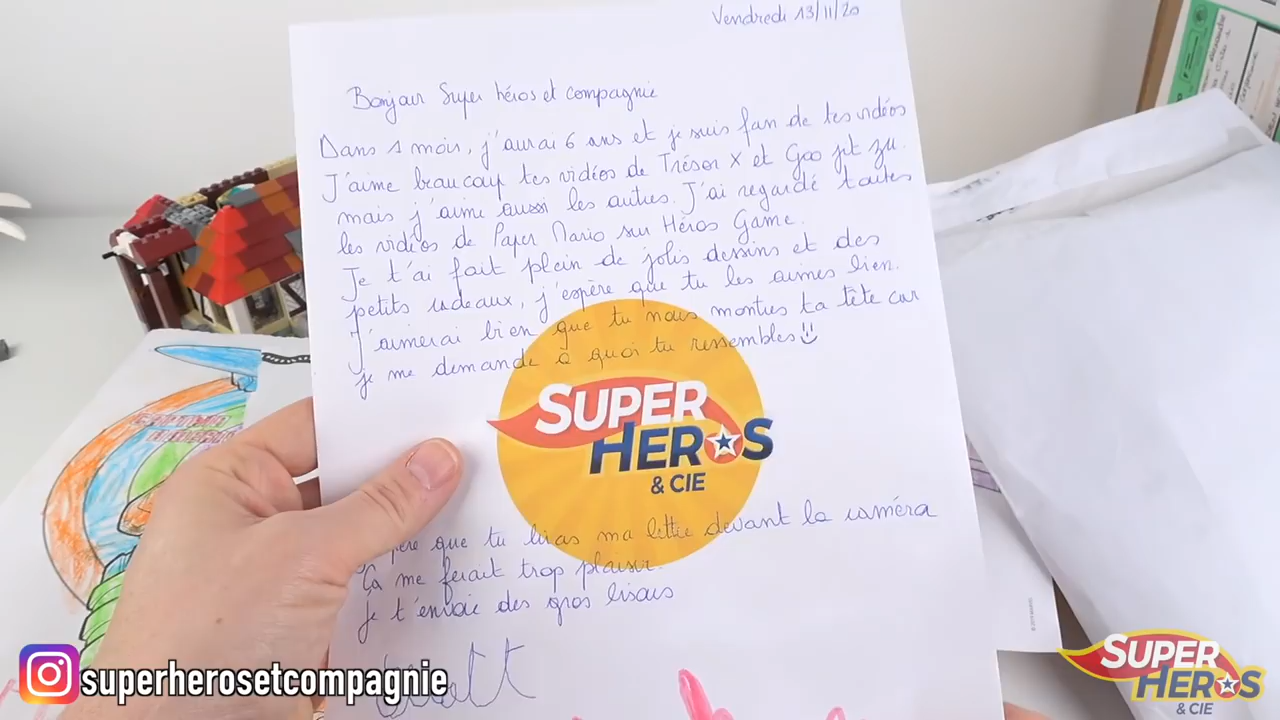 Vendredi 13/11/20
Bonjour Super héros et compagnie
Dans 1 mois, j'aurai 6 ans et je suis fan de tes vidéos
J'aime beaucoup tes vidéos de Trésor X et Goo jit zu.
mais j'aime aussi les autres. J'ai regardé toutes
les vidéos de Paper Mario sur Héros Game.
Je t'ai fait plein de jolis dessins et des
petits cadeaux, j'espère que tu les aimes bien.
J'aimerai bien que tu nous montres ta tête car
je me demande à quoi tu ressembles
SUPER
HEROS
& CIE
que tu liras ma lettre devant la caméra
Ça me ferait trop plaisir.
Je t'envoie des gros bisous
superherosetcompagnie
SUPER
HEROS
& CIE